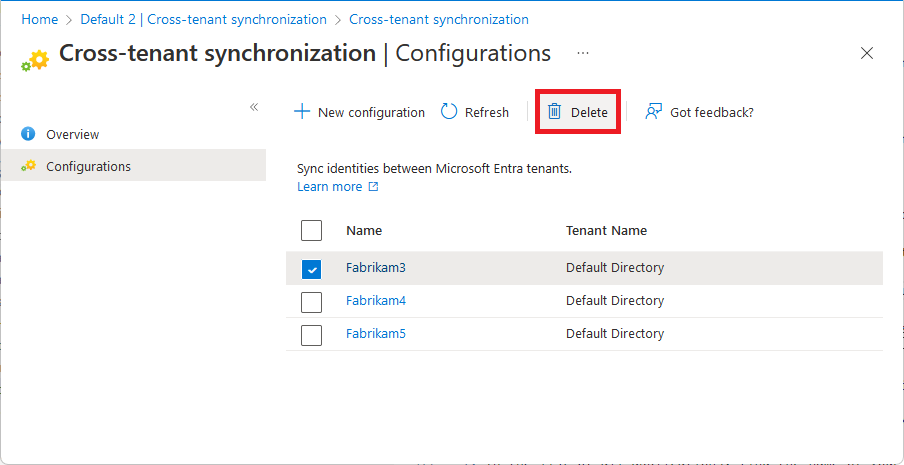 Home > Default 2 | Cross-tenant synchronization > Cross-tenant synchronization
Cross-tenant synchronization | Configurations ...
New configuration Refresh Delete Got feedback?
Overview
Configurations
Sync identities between Microsoft Entra tenants.
Learn more
Name Tenant Name
Fabrikam3 Default Directory
Fabrikam4 Default Directory
Fabrikam5 Default Directory